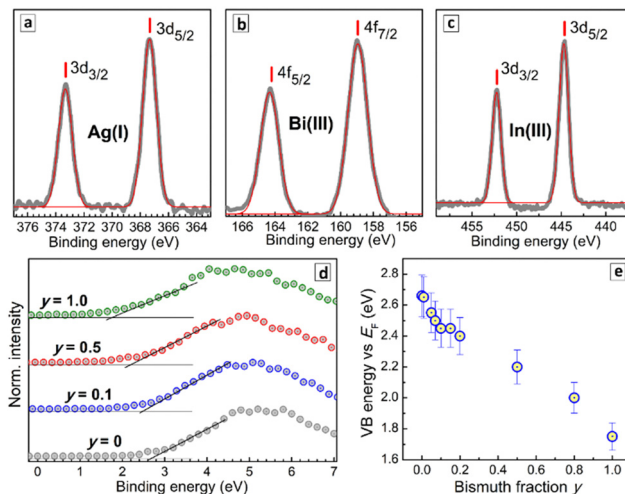 a
3d5/2
3d3/2
Ag(I)
376 374 372 370 368 366 364
Binding energy (eV)
b
4f7/2
4f5/2
Bi(III)
166 164 162 160 158 156
Binding energy (eV)
c
3d5/2
3d3/2
In(III)
455 450 445 440
Binding energy (eV)
d
Norm. intensity
y = 1.0
y = 0.5
y = 0.1
y = 0
0 1 2 3 4 5 6 7
Binding energy (eV)
e
VB energy vs EF (eV)
2.8
2.6
2.4
2.2
2.0
1.8
1.6
0.0 0.2 0.4 0.6 0.8 1.0
Bismuth fraction y